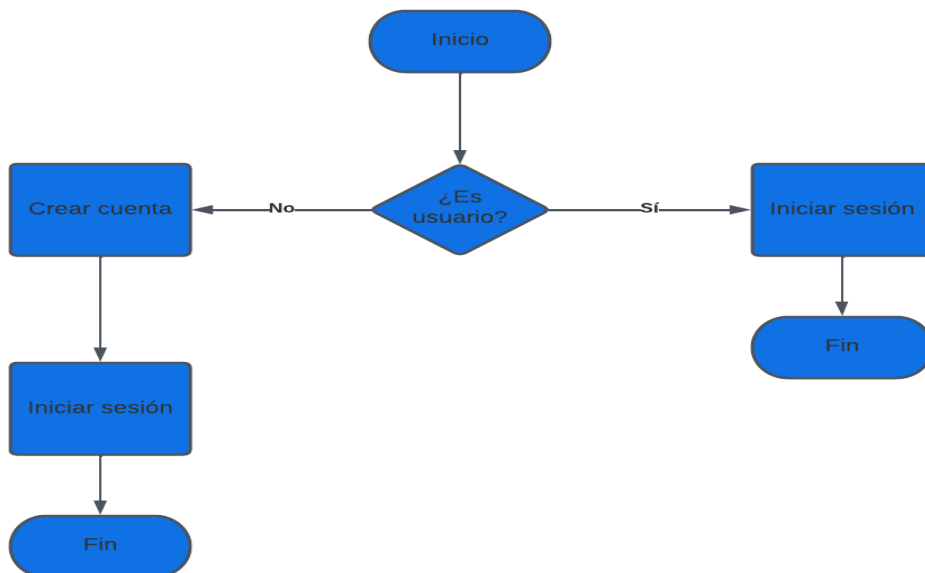 Inicio
¿Es
usuario?
No
Sí
Crear cuenta
Iniciar sesión
Iniciar sesión
Fin
Fin